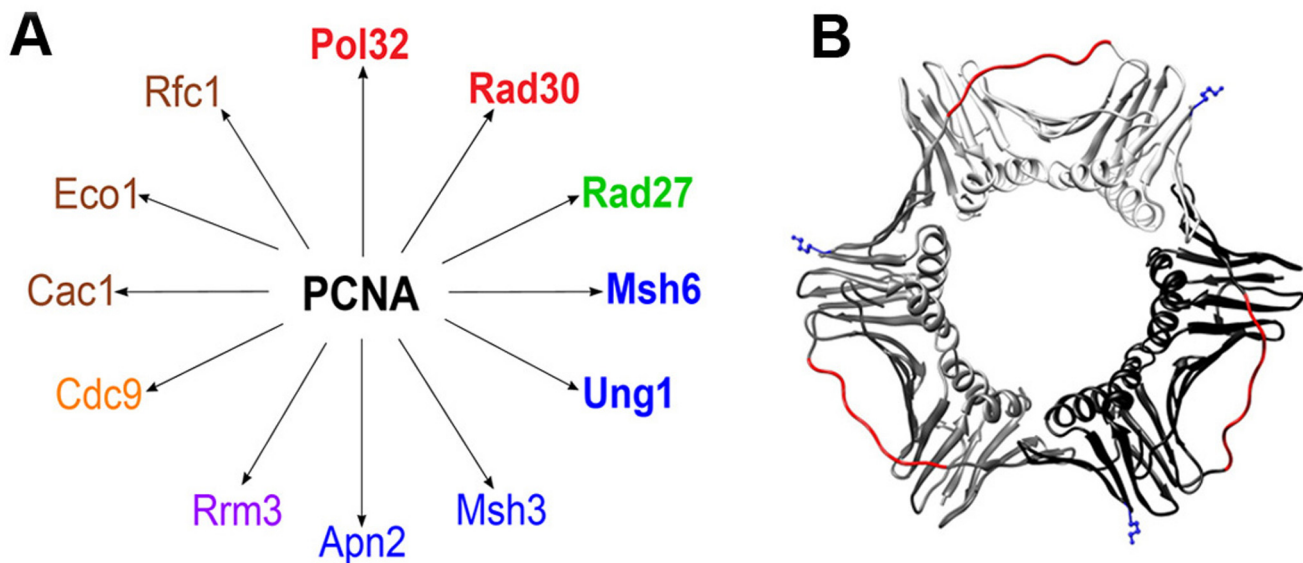 A
B
Pol32
Rfc1
Rad30
Eco1
Rad27
Cac1
PCNA
Msh6
Cdc9
Ung1
Rrm3
Apn2
Msh3